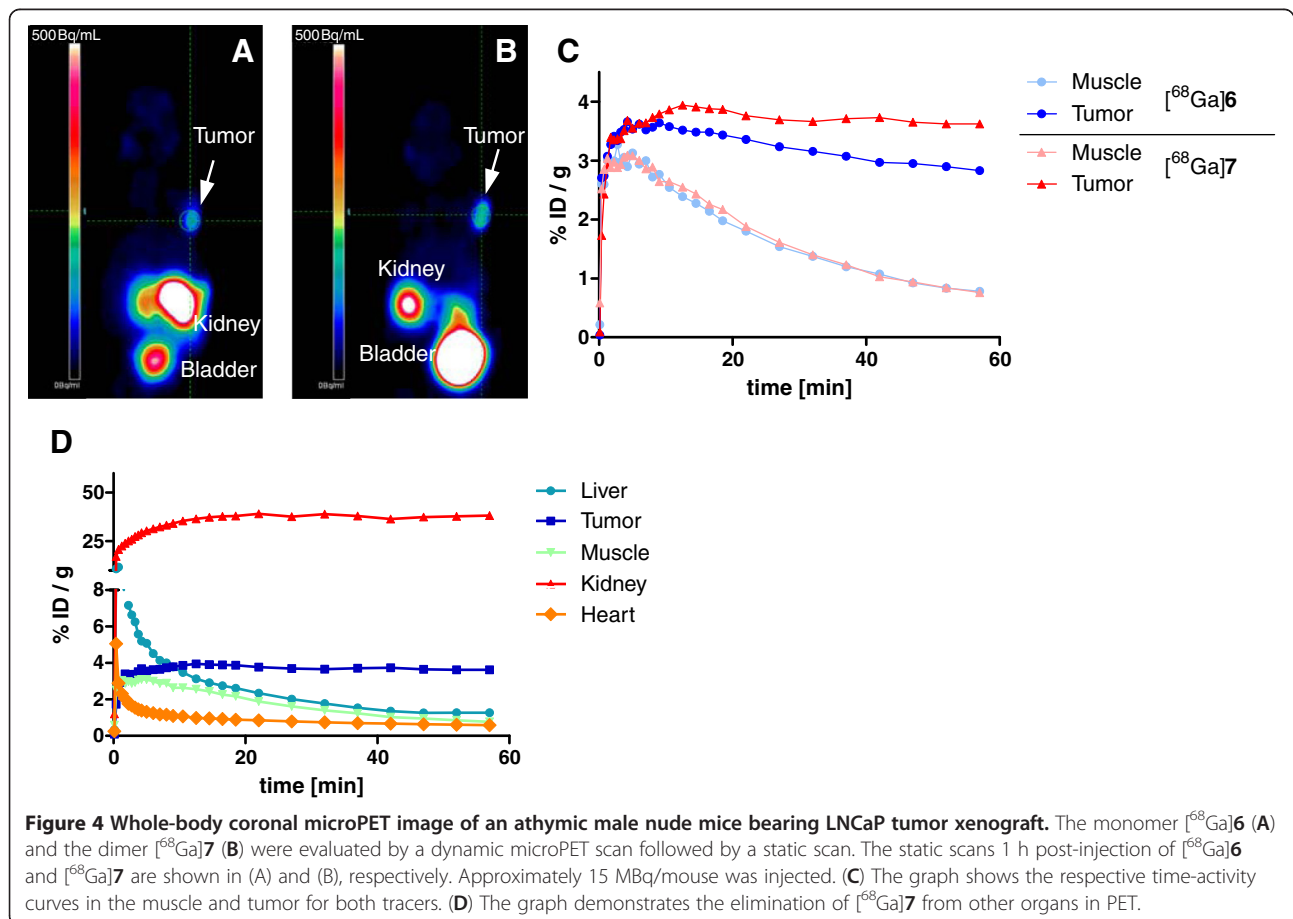 500Bq/mL
A
Tumor
Kidney
Bladder
0Bq/ml
500Bq/mL
B
Tumor
Kidney
Bladder
0Bq/ml
C
% ID / g
4
3
2
1
0
0 20 40 60
time [min]
Muscle
Tumor
[⁶⁸Ga]6
Muscle
Tumor
[⁶⁸Ga]7
D
% ID / g
50
25
8
6
4
2
0
0 20 40 60
time [min]
Liver
Tumor
Muscle
Kidney
Heart
Figure 4 Whole-body coronal microPET image of an athymic male nude mice bearing LNCaP tumor xenograft. The monomer [⁶⁸Ga]6 (A)
and the dimer [⁶⁸Ga]7 (B) were evaluated by a dynamic microPET scan followed by a static scan. The static scans 1 h post-injection of [⁶⁸Ga]6
and [⁶⁸Ga]7 are shown in (A) and (B), respectively. Approximately 15 MBq/mouse was injected. (C) The graph shows the respective time-activity
curves in the muscle and tumor for both tracers. (D) The graph demonstrates the elimination of [⁶⁸Ga]7 from other organs in PET.